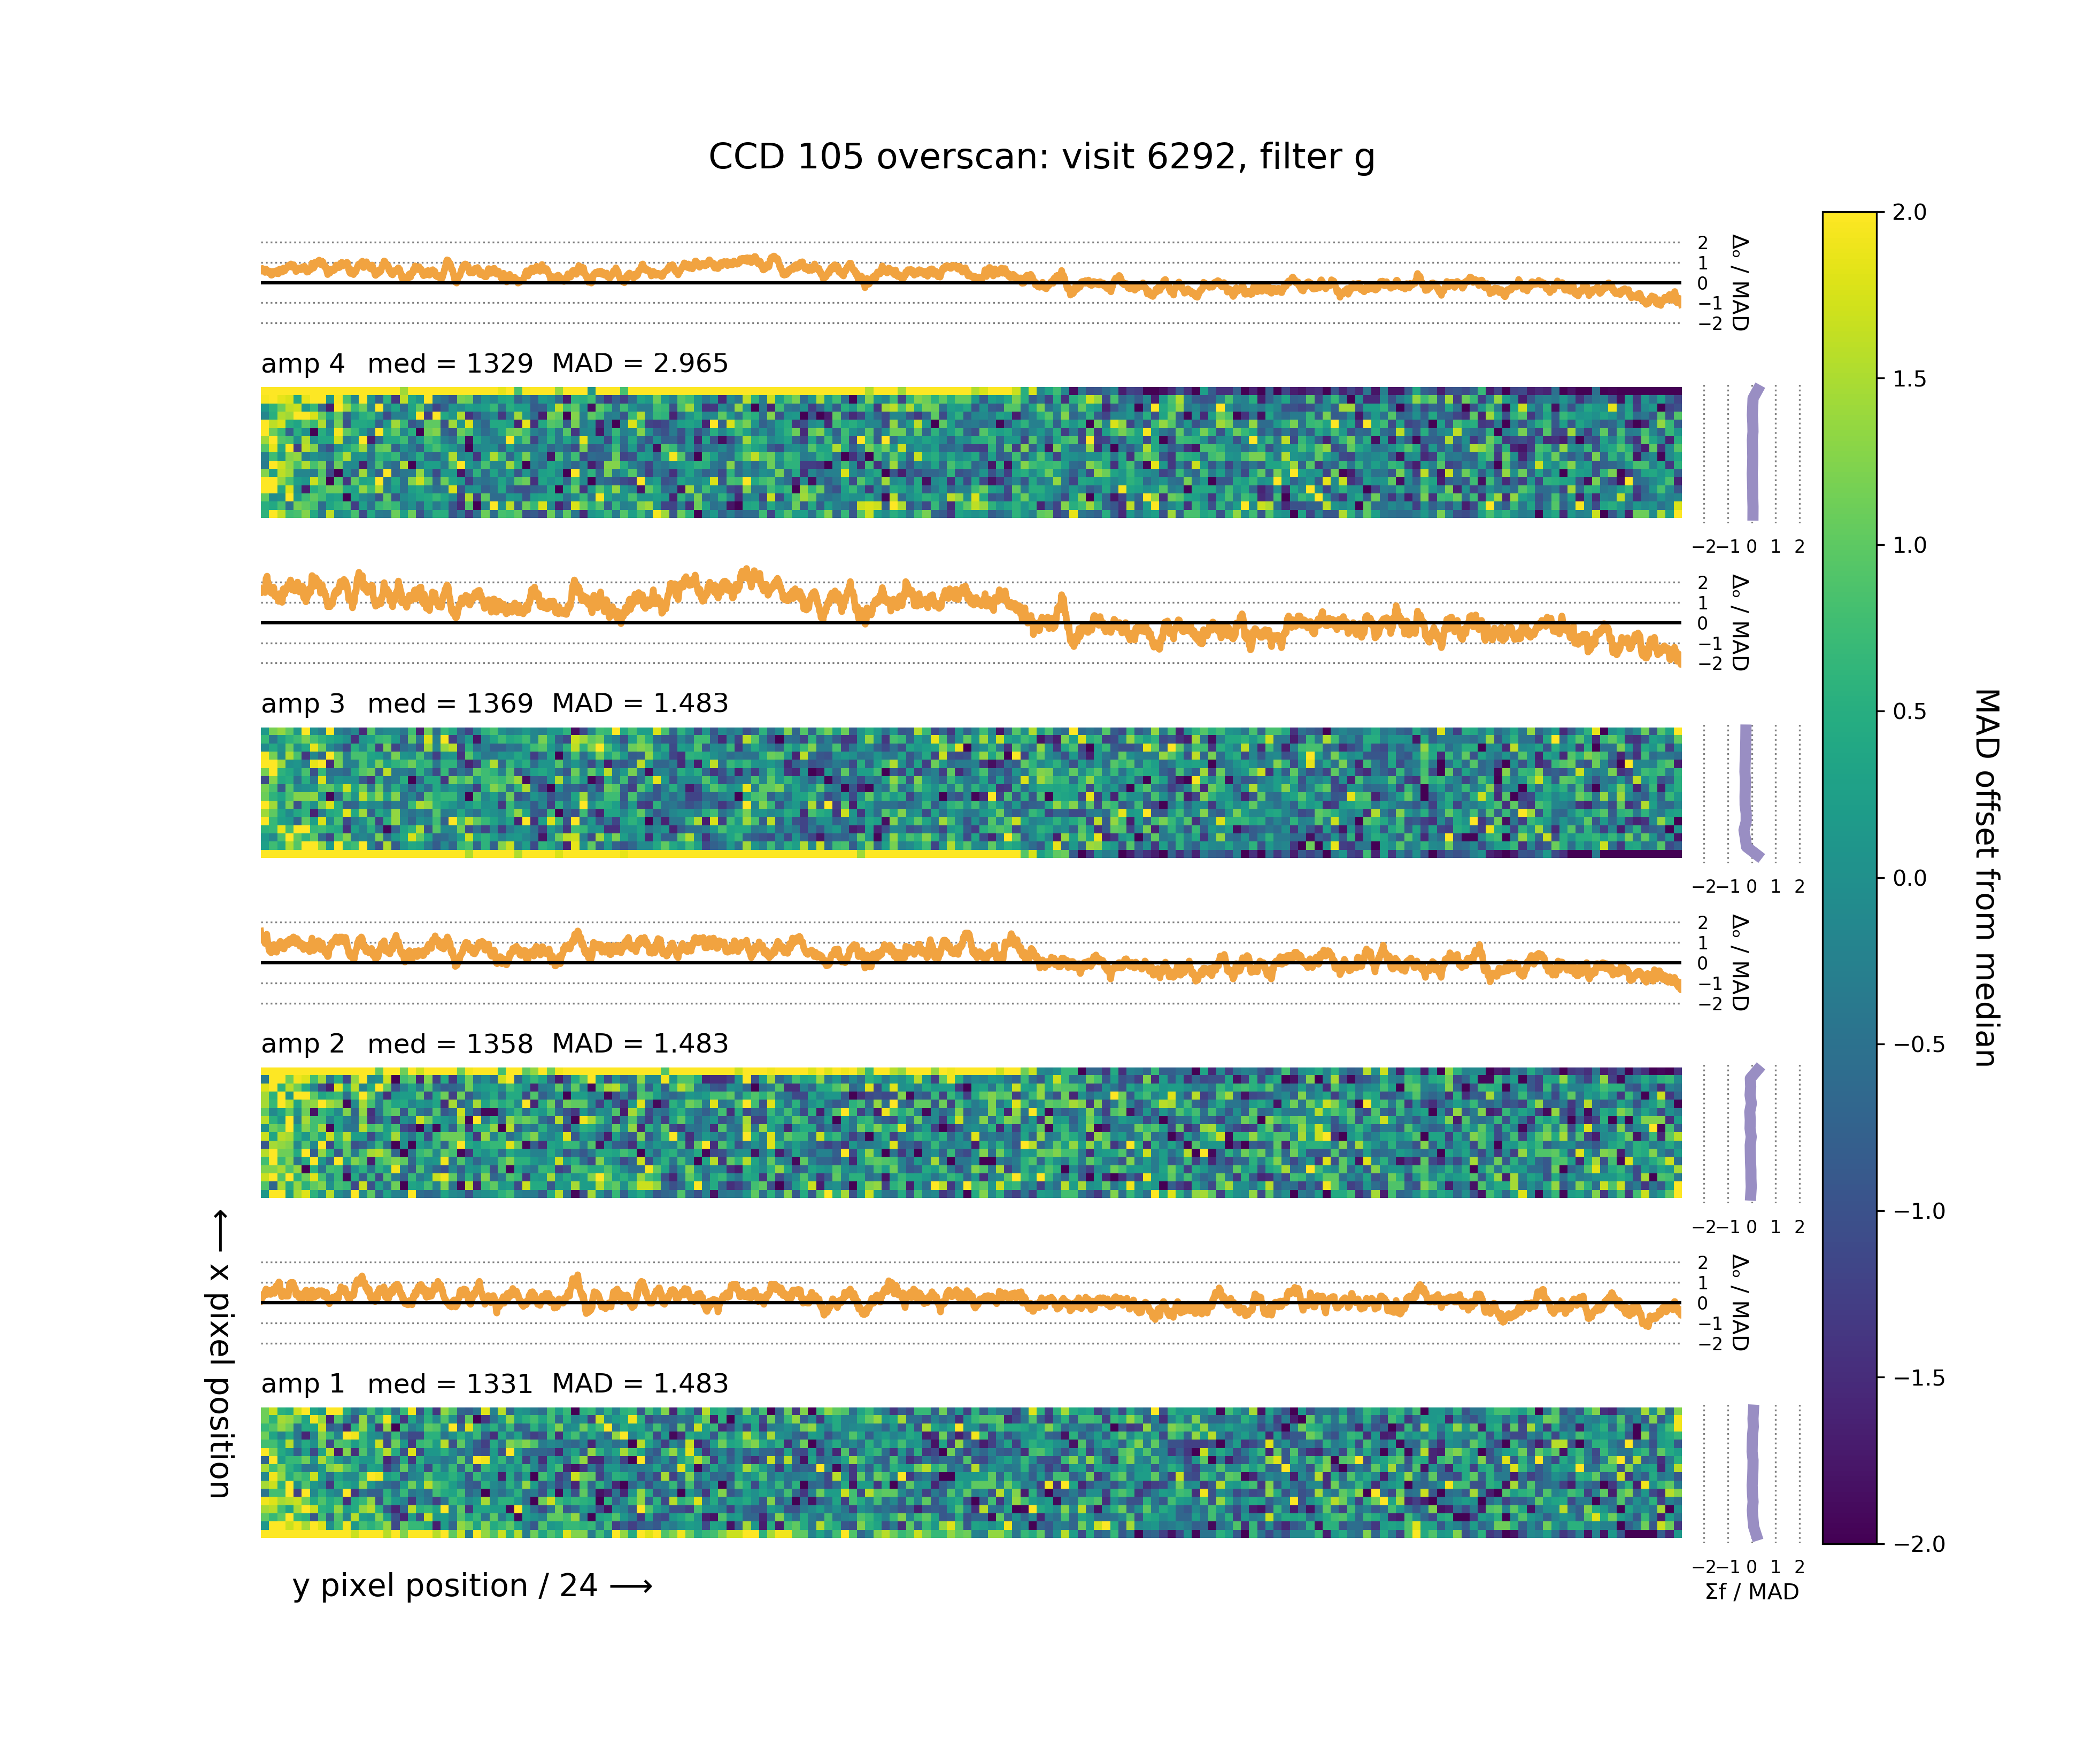 CCD 105 overscan: visit 6292, filter g
2
1
0
−1
−2
Δₒ / MAD
amp 4 med = 1329 MAD = 2.965
−2 −1 0 1 2
2
1
0
−1
−2
Δₒ / MAD
amp 3 med = 1369 MAD = 1.483
−2 −1 0 1 2
2
1
0
−1
−2
Δₒ / MAD
amp 2 med = 1358 MAD = 1.483
−2 −1 0 1 2
2
1
0
−1
−2
Δₒ / MAD
amp 1 med = 1331 MAD = 1.483
−2 −1 0 1 2
Σf / MAD
⟵ x pixel position
y pixel position / 24 ⟶
2.0
1.5
1.0
0.5
0.0
−0.5
−1.0
−1.5
−2.0
MAD offset from median